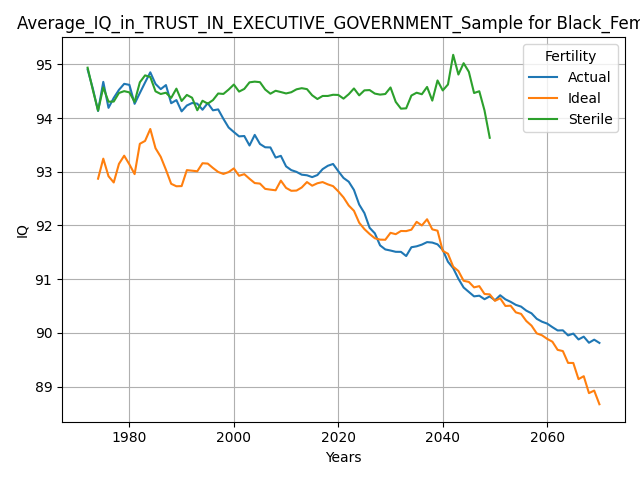 Average_IQ_in_TRUST_IN_EXECUTIVE_GOVERNMENT_Sample for Black_Fem
Fertility
Actual
Ideal
Sterile
95
94
93
92
91
90
89
IQ
1980
2000
2020
2040
2060
Years